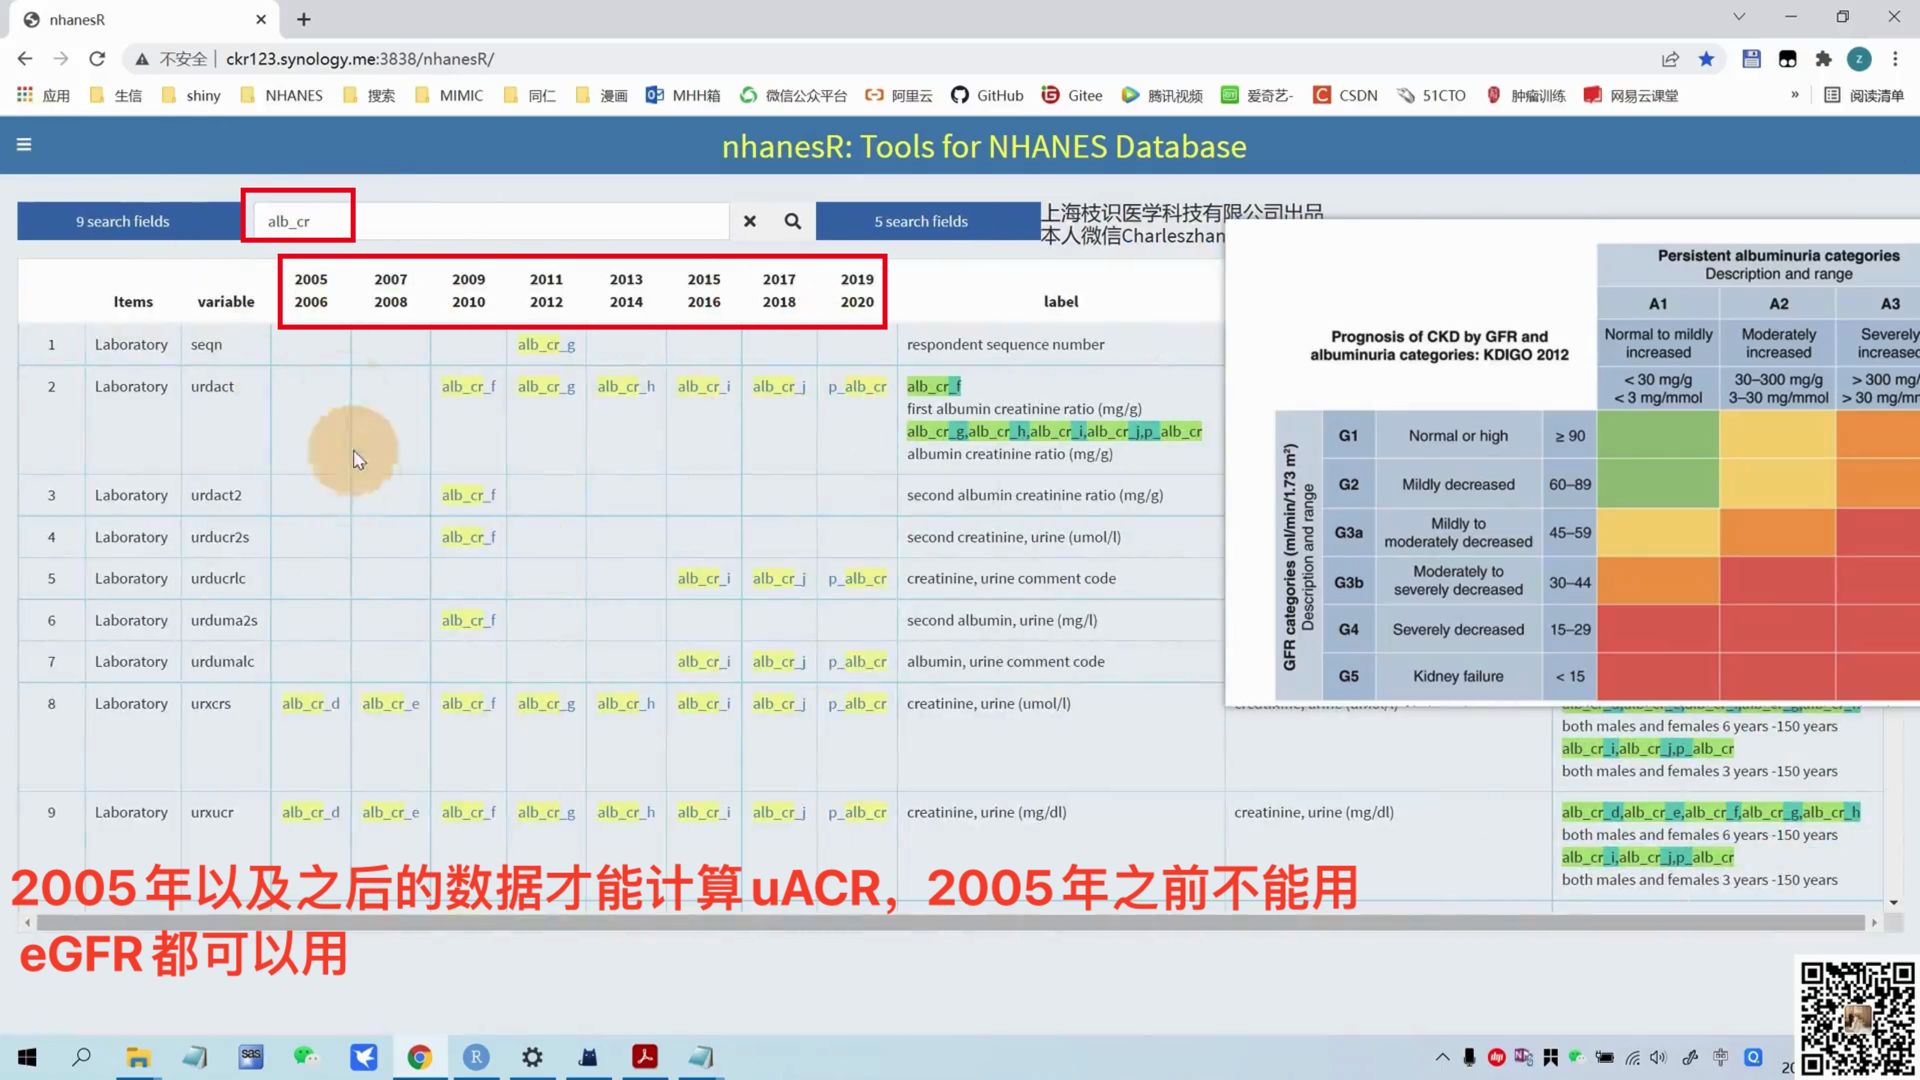 nhanesR
不安全 ckr123.synology.me:3838/nhanesR/
应用 生信 shiny NHANES 搜索 MIMIC 同仁 漫画 MHH箱 微信公众平台 阿里云 GitHub Gitee 腾讯视频 爱奇艺- CSDN 51CTO 肿瘤训练 网易云课堂 » 阅读清单
nhanesR: Tools for NHANES Database
9 search fields alb_cr 5 search fields
上海枝识医学科技有限公司出品
本人微信Charleszhan
Items variable 2005 2006 2007 2008 2009 2010 2011 2012 2013 2014 2015 2016 2017 2018 2019 2020 label
1 Laboratory seqn alb_cr_g respondent sequence number
2 Laboratory urdact alb_cr_f alb_cr_g alb_cr_h alb_cr_i alb_cr_j p_alb_cr alb_cr_f
first albumin creatinine ratio (mg/g)
alb_cr_g,alb_cr_h,alb_cr_i,alb_cr_j,p_alb_cr
albumin creatinine ratio (mg/g)
3 Laboratory urdact2 alb_cr_f second albumin creatinine ratio (mg/g)
4 Laboratory urducr2s alb_cr_f second creatinine, urine (umol/l)
5 Laboratory urducrlc alb_cr_i alb_cr_j p_alb_cr creatinine, urine comment code
6 Laboratory urduma2s alb_cr_f second albumin, urine (mg/l)
7 Laboratory urdumalc alb_cr_i alb_cr_j p_alb_cr albumin, urine comment code
8 Laboratory urxcrs alb_cr_d alb_cr_e alb_cr_f alb_cr_g alb_cr_h alb_cr_i alb_cr_j p_alb_cr creatinine, urine (umol/l)
both males and females 6 years -150 years
alb_cr_i,alb_cr_j,p_alb_cr
both males and females 3 years -150 years
9 Laboratory urxucr alb_cr_d alb_cr_e alb_cr_f alb_cr_g alb_cr_h alb_cr_i alb_cr_j p_alb_cr creatinine, urine (mg/dl) creatinine, urine (mg/dl) alb_cr_d,alb_cr_e,alb_cr_f,alb_cr_g,alb_cr_h
both males and females 6 years -150 years
alb_cr_i,alb_cr_j,p_alb_cr
both males and females 3 years -150 years
Prognosis of CKD by GFR and
albuminuria categories: KDIGO 2012
Persistent albuminuria categories
Description and range
A1 A2 A3
Normal to mildly increased Moderately increased Severely
< 30 mg/g 30–300 mg/g
< 3 mg/mmol 3–30 mg/mmol
GFR categories (ml/min/1.73 m²)
Description and range
G1 Normal or high ≥ 90
G2 Mildly decreased 60–89
G3a Mildly to moderately decreased 45–59
G3b Moderately to severely decreased 30–44
G4 Severely decreased 15–29
G5 Kidney failure < 15
2005年以及之后的数据才能计算uACR，2005年之前不能用
eGFR都可以用
sas
中